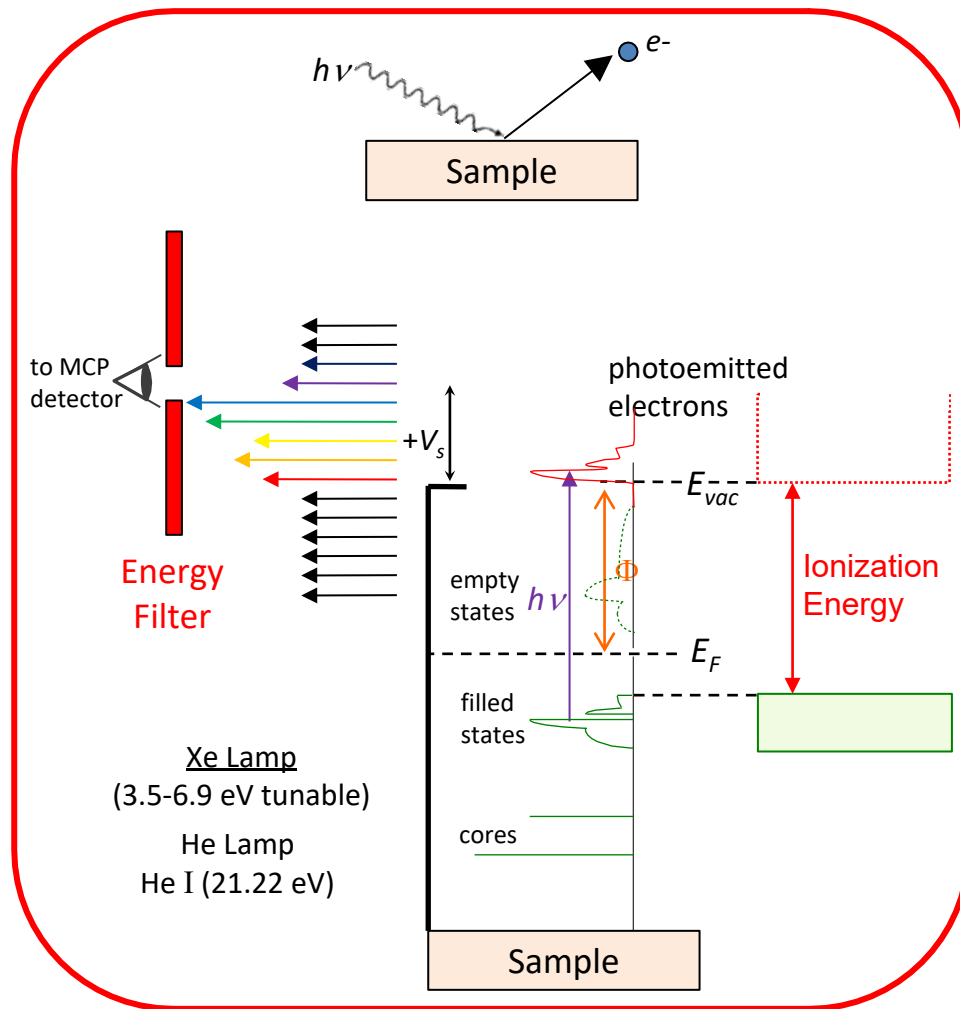 e-
hν
Sample
to MCP
detector
photoemitted
electrons
+Vs
Evac
Energy
Filter
empty
states
hν
Φ
Ionization
Energy
EF
filled
states
Xe Lamp
(3.5-6.9 eV tunable)
cores
He Lamp
He I (21.22 eV)
Sample